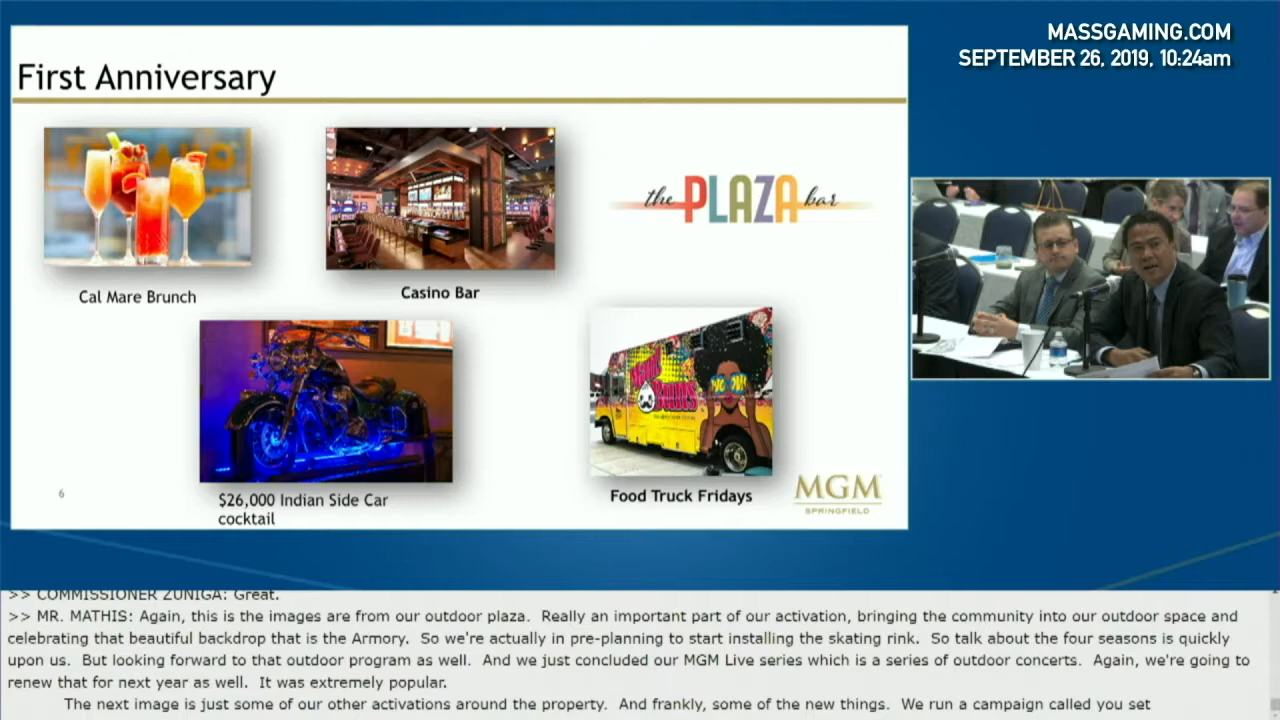 MASSGAMING.COM
SEPTEMBER 26, 2019, 10:24am
First Anniversary
the PLAZA bar
Cal Mare Brunch
Casino Bar
$26,000 Indian Side Car
cocktail
Food Truck Fridays
6
MGM
SPRINGFIELD
>> COMMISSIONER ZUNIGA: Great.
>> MR. MATHIS: Again, this is the images are from our outdoor plaza. Really an important part of our activation, bringing the community into our outdoor space and
celebrating that beautiful backdrop that is the Armory. So we're actually in pre-planning to start installing the skating rink. So talk about the four seasons is quickly
upon us. But looking forward to that outdoor program as well. And we just concluded our MGM Live series which is a series of outdoor concerts. Again, we're going to
renew that for next year as well. It was extremely popular.
The next image is just some of our other activations around the property. And frankly, some of the new things. We run a campaign called you set